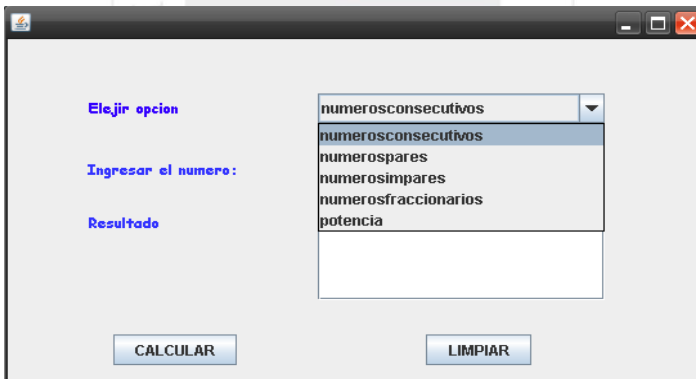 Elejir opcion numerosconsecutivos
numerosconsecutivos
numerospares
Ingresar el numero:
numerosimpares
numerosfraccionarios
Resultado
potencia
CALCULAR LIMPIAR